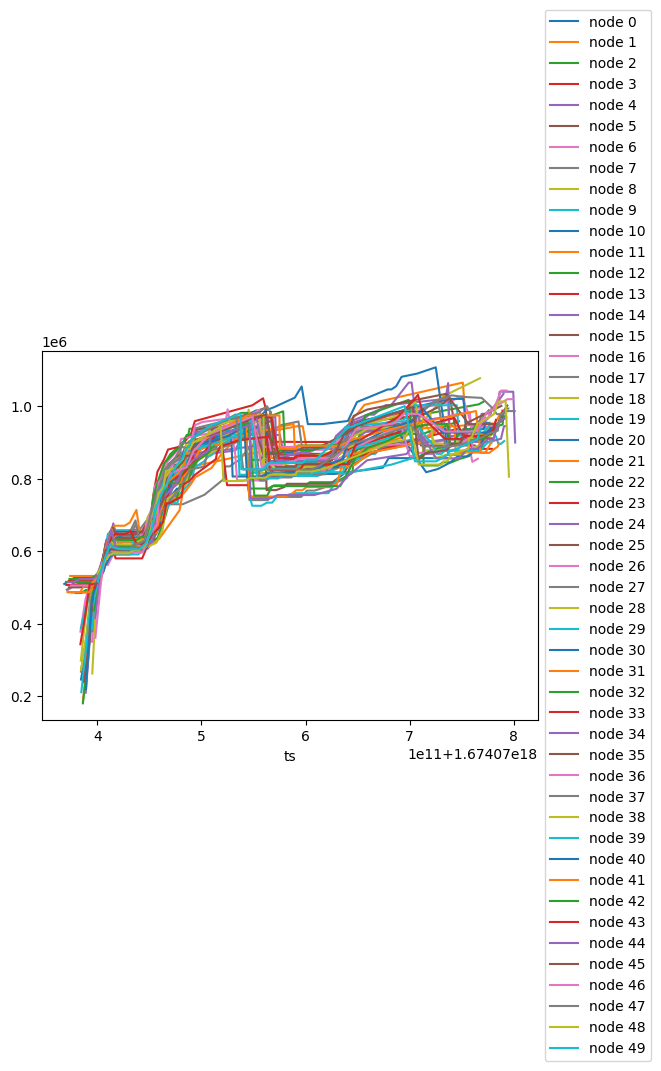 node 0
node 1
node 2
node 3
node 4
node 5
node 6
node 7
node 8
node 9
node 10
node 11
node 12
node 13
node 14
node 15
node 16
node 17
node 18
node 19
node 20
node 21
node 22
node 23
node 24
node 25
node 26
node 27
node 28
node 29
node 30
node 31
node 32
node 33
node 34
node 35
node 36
node 37
node 38
node 39
node 40
node 41
node 42
node 43
node 44
node 45
node 46
node 47
node 48
node 49
1e6
1.0
0.8
0.6
0.4
0.2
4 5 6 7 8
ts
1e11+1.67407e18